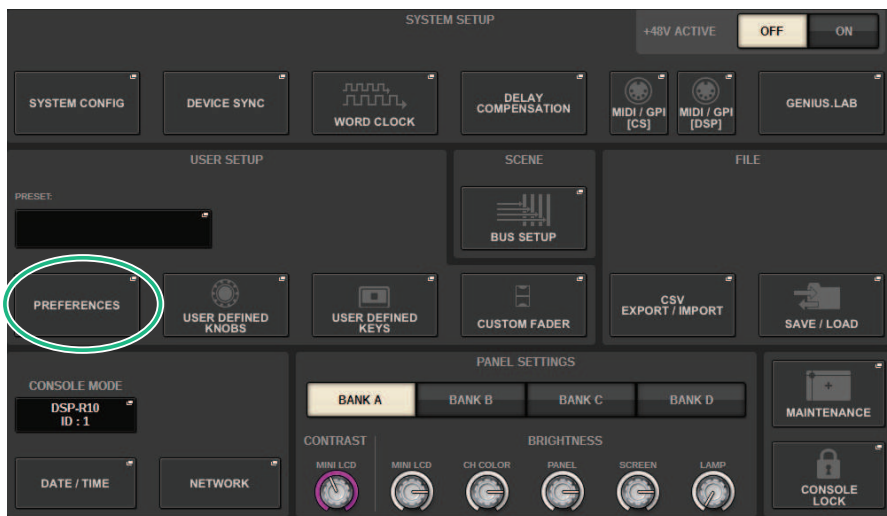 SYSTEM SETUP
+48V ACTIVE
OFF
ON
SYSTEM CONFIG
DEVICE SYNC
WORD CLOCK
DELAY
COMPENSATION
MIDI / GPI
[CS]
MIDI / GPI
[DSP]
GENIUS.LAB
USER SETUP
SCENE
FILE
PRESET:
BUS SETUP
PREFERENCES
USER DEFINED
KNOBS
USER DEFINED
KEYS
CUSTOM FADER
CSV
EXPORT / IMPORT
SAVE / LOAD
CONSOLE MODE
DSP-R10
ID : 1
PANEL SETTINGS
BANK A
BANK B
BANK C
BANK D
MAINTENANCE
CONTRAST
BRIGHTNESS
MINI LCD
MINI LCD
CH COLOR
PANEL
SCREEN
LAMP
DATE / TIME
NETWORK
CONSOLE
LOCK